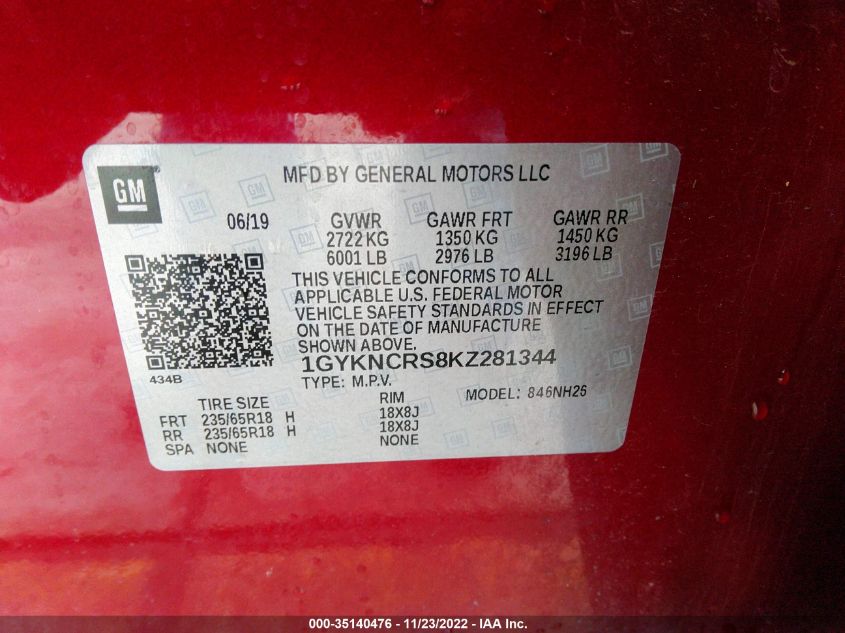 GM
MFD BY GENERAL MOTORS LLC
06/19 GVWR GAWR FRT GAWR RR
2722 KG 1350 KG 1450 KG
6001 LB 2976 LB 3196 LB
THIS VEHICLE CONFORMS TO ALL
APPLICABLE U.S. FEDERAL MOTOR
VEHICLE SAFETY STANDARDS IN EFFECT
ON THE DATE OF MANUFACTURE
SHOWN ABOVE.
434B
1GYKNCRS8KZ281344
TYPE: M.P.V. MODEL: 846NH26
TIRE SIZE RIM
FRT 235/65R18 H 18X8J
RR 235/65R18 H 18X8J
SPA NONE NONE
000-35140476 - 11/23/2022 - IAA Inc.